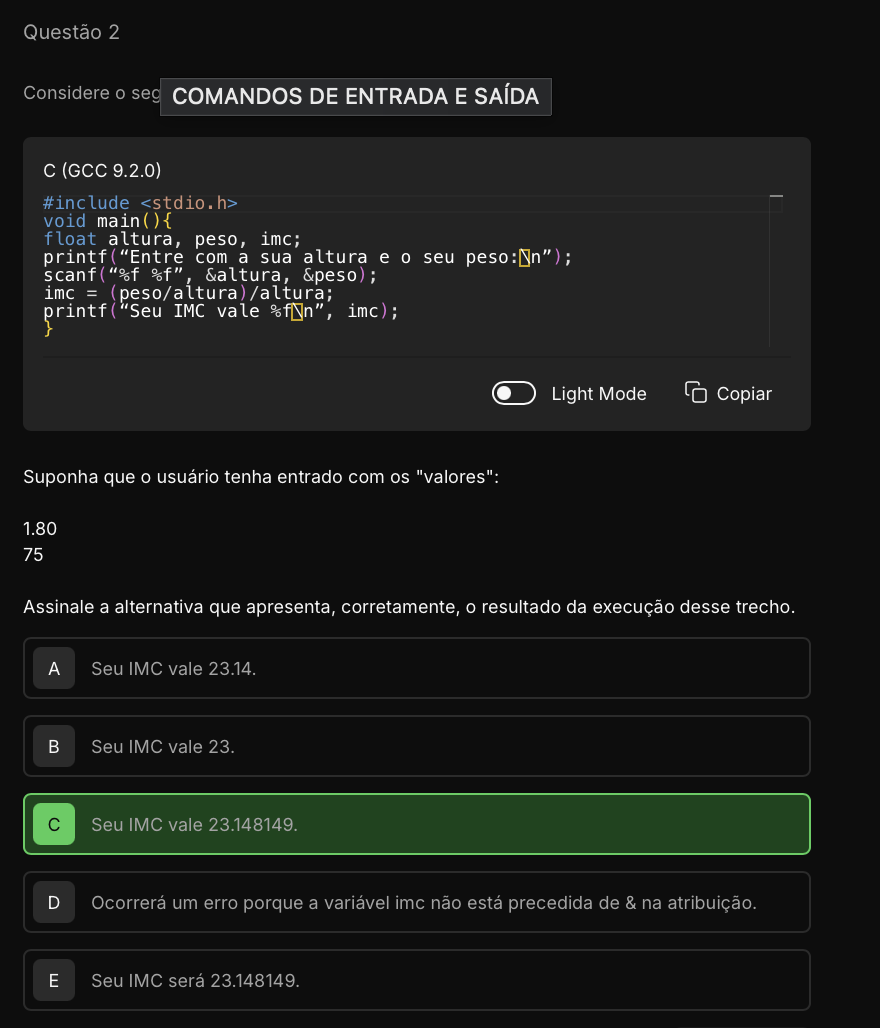 Questão 2
Considere o seg
COMANDOS DE ENTRADA E SAÍDA
C (GCC 9.2.0)
#include <stdio.h>
void main(){
float altura, peso, imc;
printf(“Entre com a sua altura e o seu peso:\n”);
scanf(“%f %f”, &altura, &peso);
imc = (peso/altura)/altura;
printf(“Seu IMC vale %f\n”, imc);
}
Light Mode
Copiar
Suponha que o usuário tenha entrado com os "valores":
1.80
75
Assinale a alternativa que apresenta, corretamente, o resultado da execução desse trecho.
A Seu IMC vale 23.14.
B Seu IMC vale 23.
C Seu IMC vale 23.148149.
D Ocorrerá um erro porque a variável imc não está precedida de & na atribuição.
E Seu IMC será 23.148149.